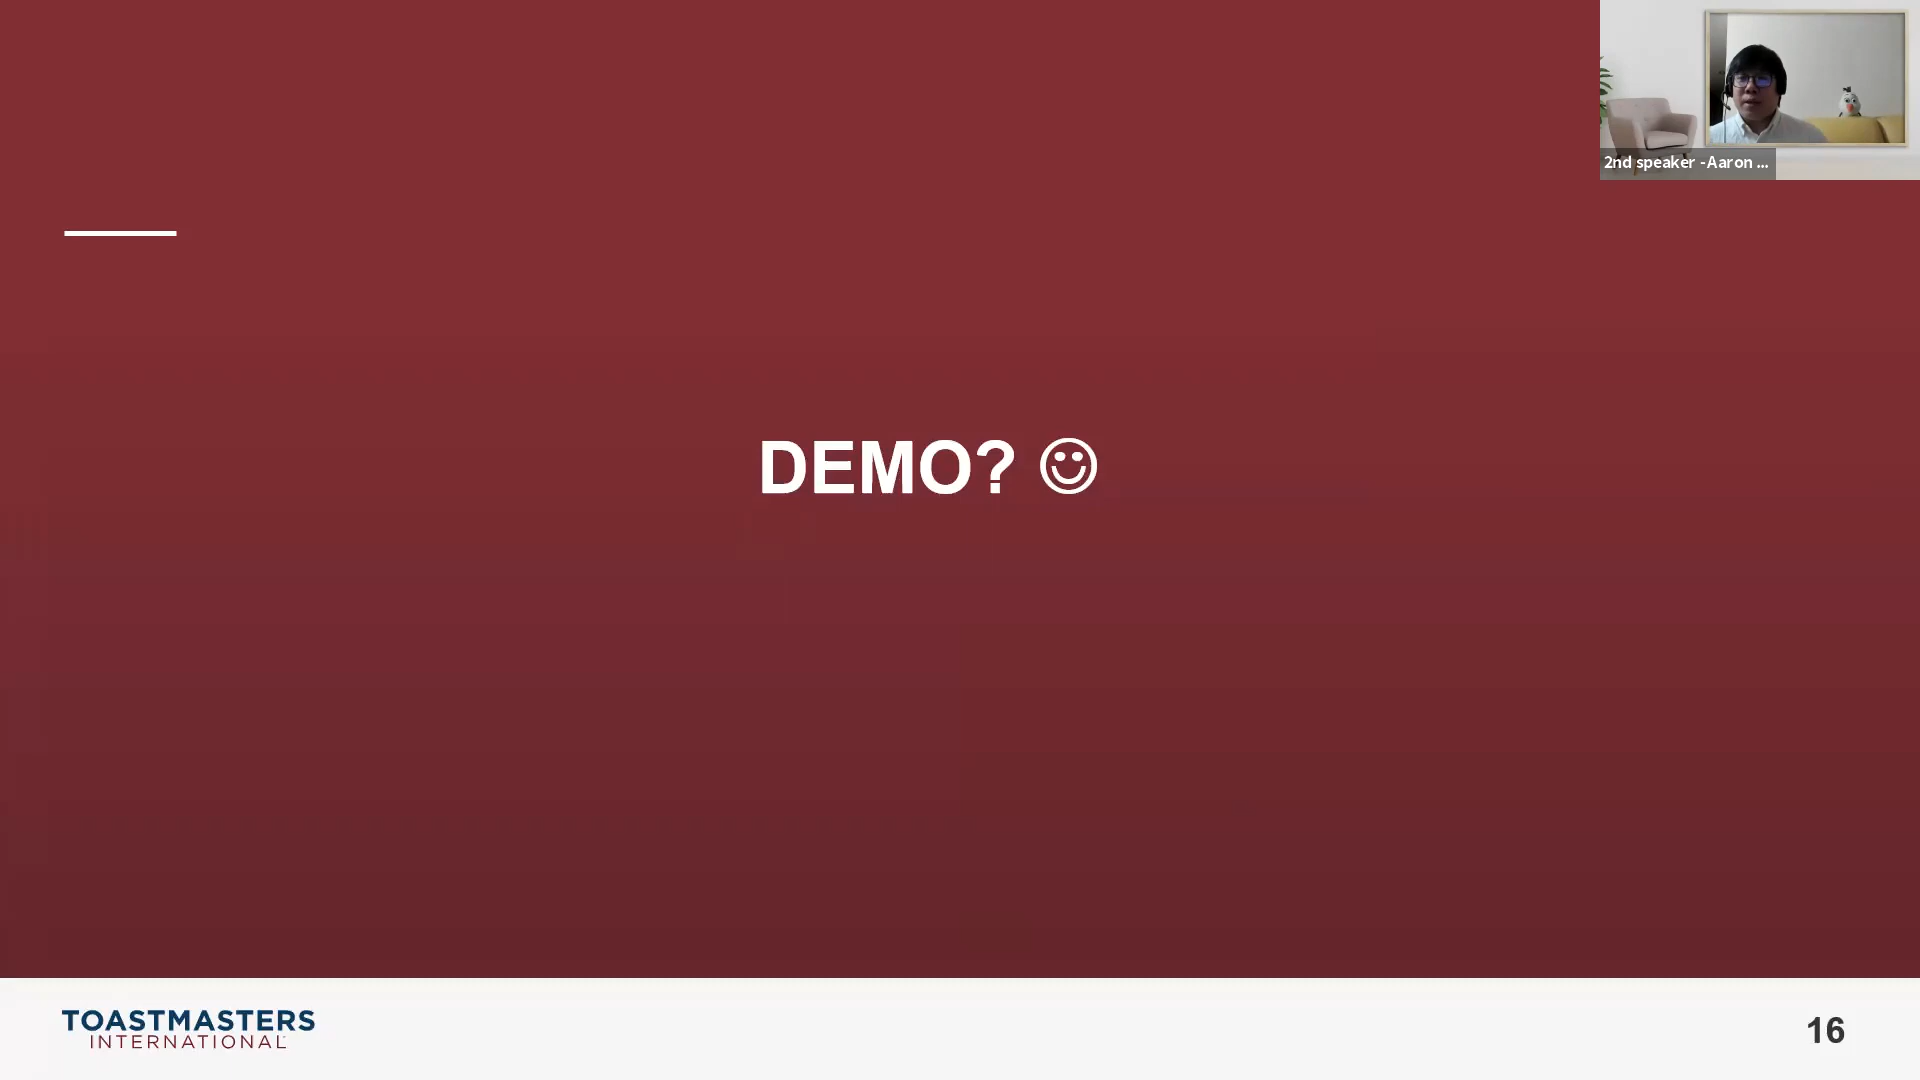 2nd speaker -Aaron ...
DEMO? ☺
TOASTMASTERS
INTERNATIONAL
16